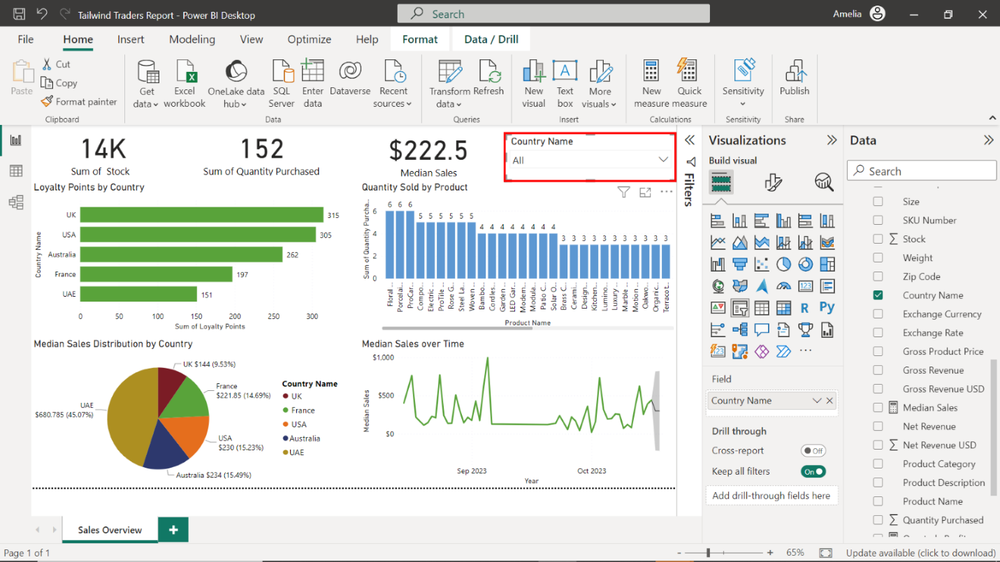 Tailwind Traders Report - Power BI Desktop
Search
Amelia
File
Home
Insert
Modeling
View
Optimize
Help
Format
Data / Drill
Paste
Cut
Copy
Format painter
Clipboard
Get data
Excel workbook
OneLake data hub
SQL Server
Enter data
Dataverse
Recent sources
Data
Transform data
Refresh
Queries
New visual
A
Text box
More visuals
Insert
New measure
Quick measure
Calculations
Sensitivity
Sensitivity
Publish
Share
14K
Sum of Stock
152
Sum of Quantity Purchased
$222.5
Median Sales
Country Name
All
Loyalty Points by Country
Country Name
UK
315
USA
305
Australia
262
France
197
UAE
151
0 50 100 150 200 250 300
Sum of Loyalty Points
Quantity Sold by Product
Sum of Quantity Purcha...
6
4
2
0
6 6 6 5 5 5 5 5 5 4 4 4 4 4 4 4 4 3 3 3 3 3 3 3 3 3 3 3
Floral ...
Porcelai...
ProCar...
Compo...
Electric ...
ProTile ...
Rose G...
Steel La...
Woven ...
Bambo...
Cordles...
Garden ...
LED Gar...
Modern...
Modula...
Patio C...
Solar O...
Brass C...
Cerami...
Design...
Kitchen...
Lumino...
Luxury ...
Marble ...
Motion ...
Oakwo...
Organic...
Terracot...
Product Name
Median Sales Distribution by Country
UK $144 (9.53%)
France
$221.85 (14.69%)
USA
$230 (15.23%)
Australia $234 (15.49%)
UAE
$680.785 (45.07%)
Country Name
UK
France
USA
Australia
UAE
Median Sales over Time
Median Sales
$1,000
$500
$0
Sep 2023
Oct 2023
Year
Filters
Visualizations
Build visual
123
R
Py
123
Field
Country Name
Drill through
Cross-report
Off
Keep all filters
On
Add drill-through fields here
Data
Search
Size
SKU Number
Stock
Weight
Zip Code
Country Name
Exchange Currency
Exchange Rate
Gross Product Price
Gross Revenue
Gross Revenue USD
Median Sales
Net Revenue
Net Revenue USD
Product Category
Product Description
Product Name
Quantity Purchased
Sales Overview
Page 1 of 1
- + 65%
Update available (click to download)